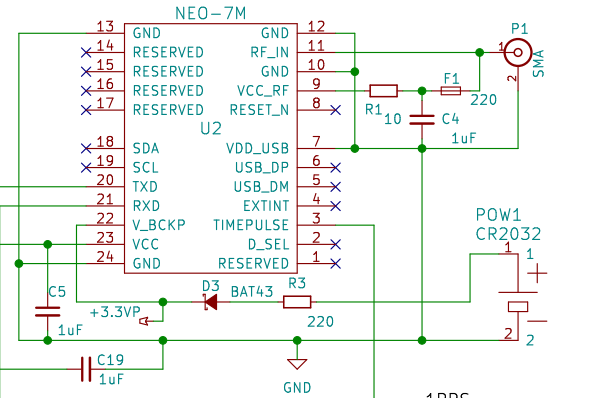 NEO-7M
13 GND GND 12
14 RESERVED RF_IN 11
15 RESERVED GND 10
16 RESERVED VCC_RF 9
17 RESERVED RESET_N 8
U2
18 SDA VDD_USB 7
19 SCL USB_DP 6
20 TXD USB_DM 5
21 RXD EXTINT 4
22 V_BCKP TIMEPULSE 3
23 VCC D_SEL 2
24 GND RESERVED 1
P1
1
SMA
2
F1
220
R1 10
C4
1uF
POW1
CR2032
1 1
2 2
D3 BAT43 R3
220
+3.3VP
C5
1uF
C19
1uF
GND
1PPS